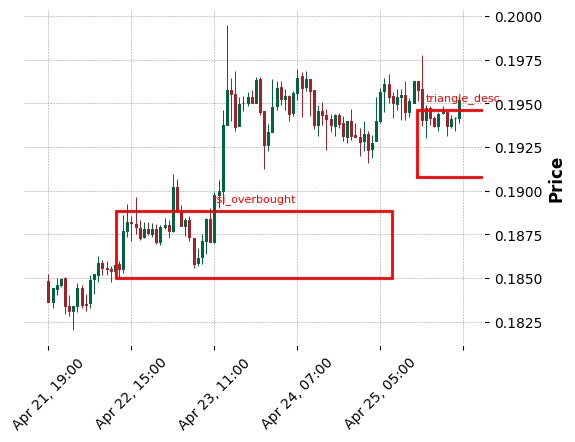 0.2000
0.1975
triangle_desc
0.1950
0.1925
Price
0.1900
si_overbought
0.1875
0.1850
0.1825
Apr 21, 19:00
Apr 22, 15:00
Apr 23, 11:00
Apr 24, 07:00
Apr 25, 05:00